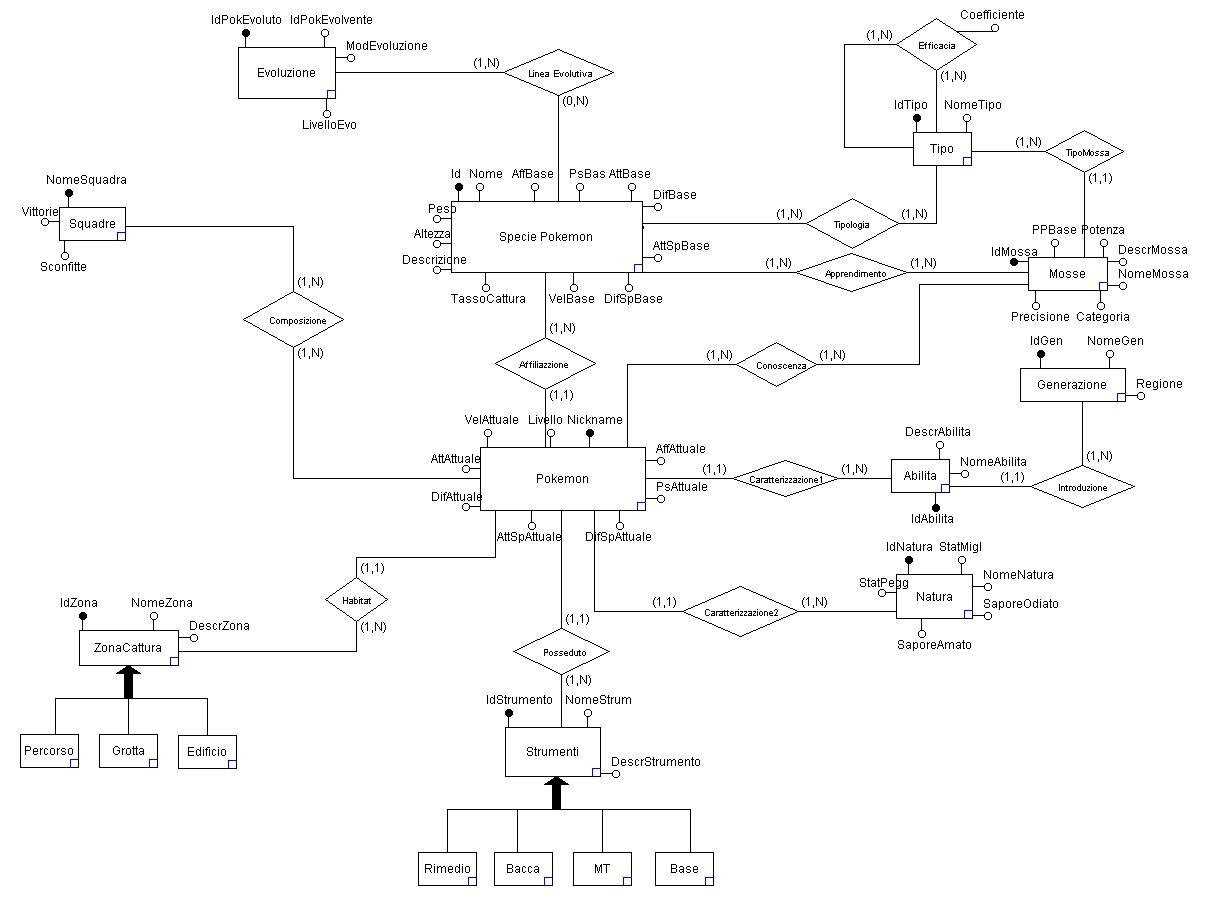 IdPokEvoluto
IdPokEvolvente
ModEvoluzione
Evoluzione
LivelloEvo
(1,N)
Linea Evolutiva
(0,N)
Coefficiente
(1,N)
Efficacia
(1,N)
IdTipo
NomeTipo
Tipo
(1,N)
TipoMossa
(1,1)
NomeSquadra
Vittorie
Squadre
Sconfitte
Id
Nome
AffBase
PsBas
AttBase
DifBase
Peso
Altezza
Descrizione
Specie Pokemon
AttSpBase
TassoCattura
VelBase
DifSpBase
(1,N)
Tipologia
(1,N)
(1,N)
Apprendimento
(1,N)
PPBase
Potenza
IdMossa
DescrMossa
Mosse
NomeMossa
Precisione
Categoria
(1,N)
Composizione
(1,N)
(1,N)
Affiliazzione
(1,1)
(1,N)
Conoscenza
(1,N)
IdGen
NomeGen
Generazione
Regione
VelAttuale
Livello
Nickname
AttAttuale
AffAttuale
Pokemon
DifAttuale
PsAttuale
AttSpAttuale
DifSpAttuale
(1,1)
Caratterizzazione1
(1,N)
DescrAbilita
NomeAbilita
Abilita
IdAbilita
(1,1)
(1,N)
Introduzione
IdNatura
StatMigl
StatPegg
NomeNatura
Natura
SaporeOdiato
SaporeAmato
(1,1)
Caratterizzazione2
(1,N)
(1,1)
Habitat
(1,N)
IdZona
NomeZona
DescrZona
ZonaCattura
Percorso
Grotta
Edificio
(1,1)
Posseduto
(1,N)
IdStrumento
NomeStrum
Strumenti
DescrStrumento
Rimedio
Bacca
MT
Base